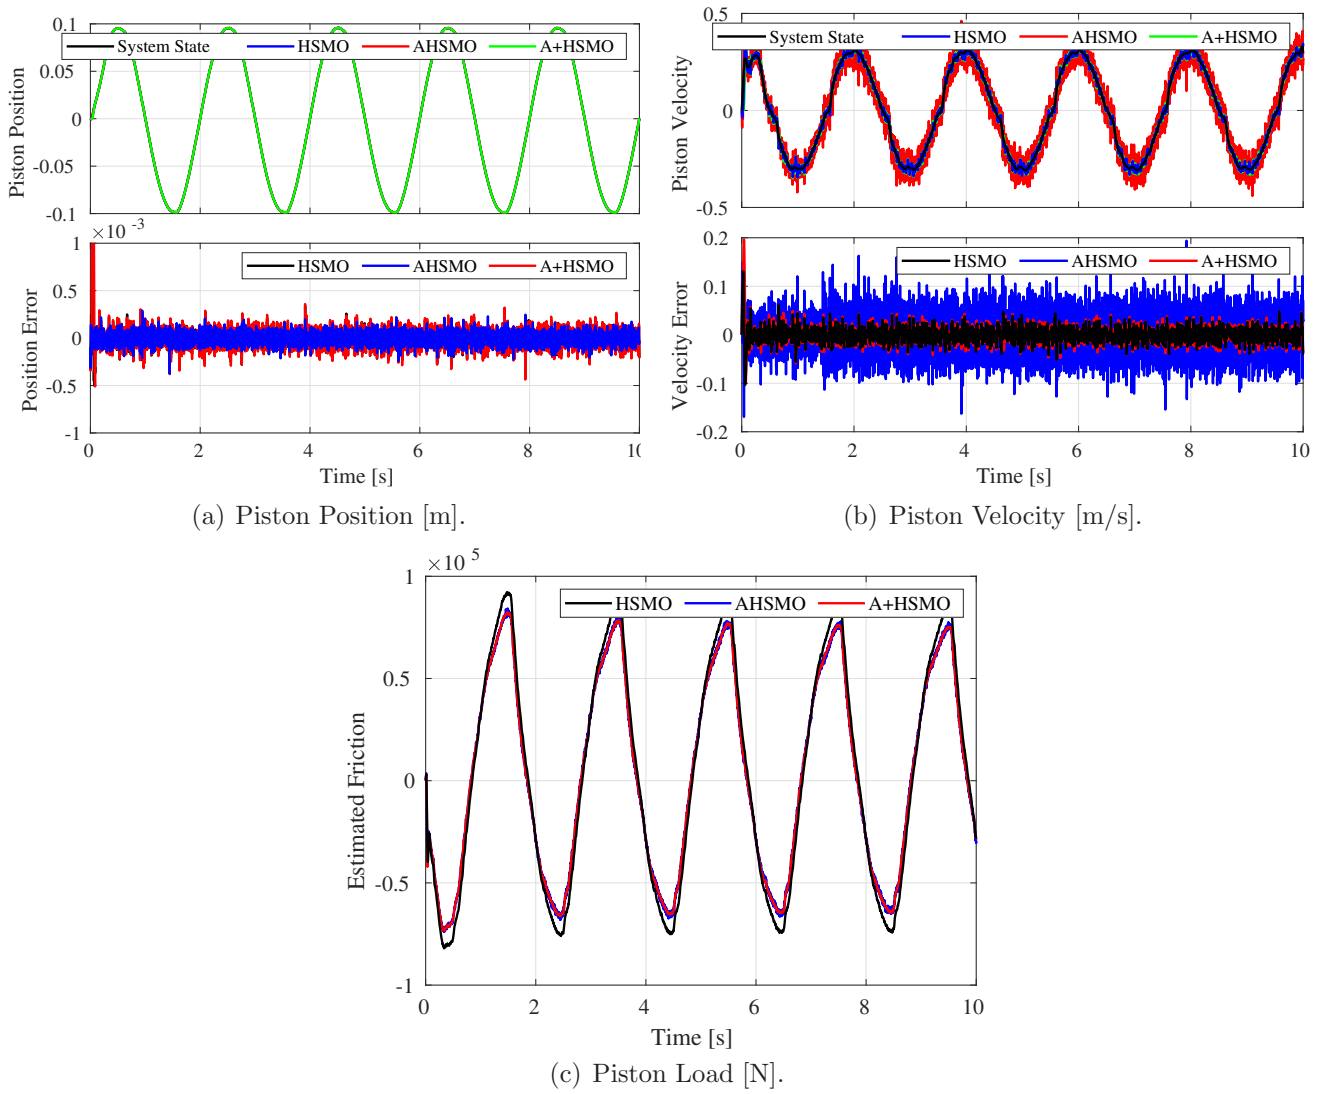 0.1
0.05
0
-0.05
-0.1
Piston Position
System State HSMO AHSMO A+HSMO
×10 -3
1
0.5
0
-0.5
-1
Position Error
HSMO AHSMO A+HSMO
0 2 4 6 8 10
Time [s]
(a) Piston Position [m].
0.5
0
-0.5
Piston Velocity
System State HSMO AHSMO A+HSMO
0.2
0.1
0
-0.1
-0.2
Velocity Error
HSMO AHSMO A+HSMO
0 2 4 6 8 10
Time [s]
(b) Piston Velocity [m/s].
×10 5
1
0.5
0
-0.5
-1
Estimated Friction
HSMO AHSMO A+HSMO
0 2 4 6 8 10
Time [s]
(c) Piston Load [N].